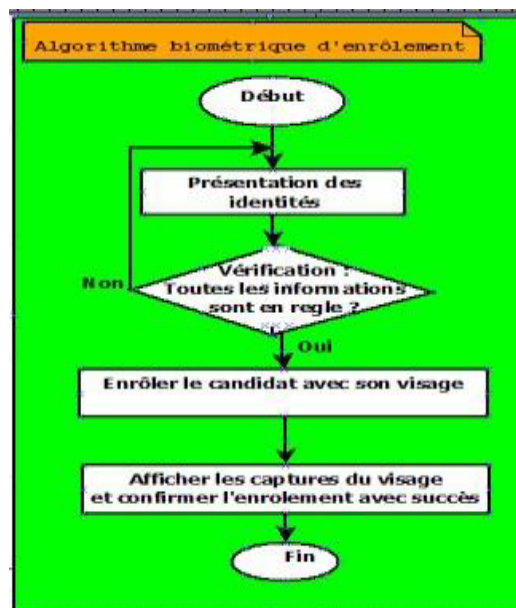 Algorithme biométrique d'enrôlement
Début
Présentation des
identités
Vérification :
Toutes les informations
sont en regle ?
Non
Oui
Enrôler le candidat avec son visage
Afficher les captures du visage
et confirmer l'enrolement avec succès
Fin